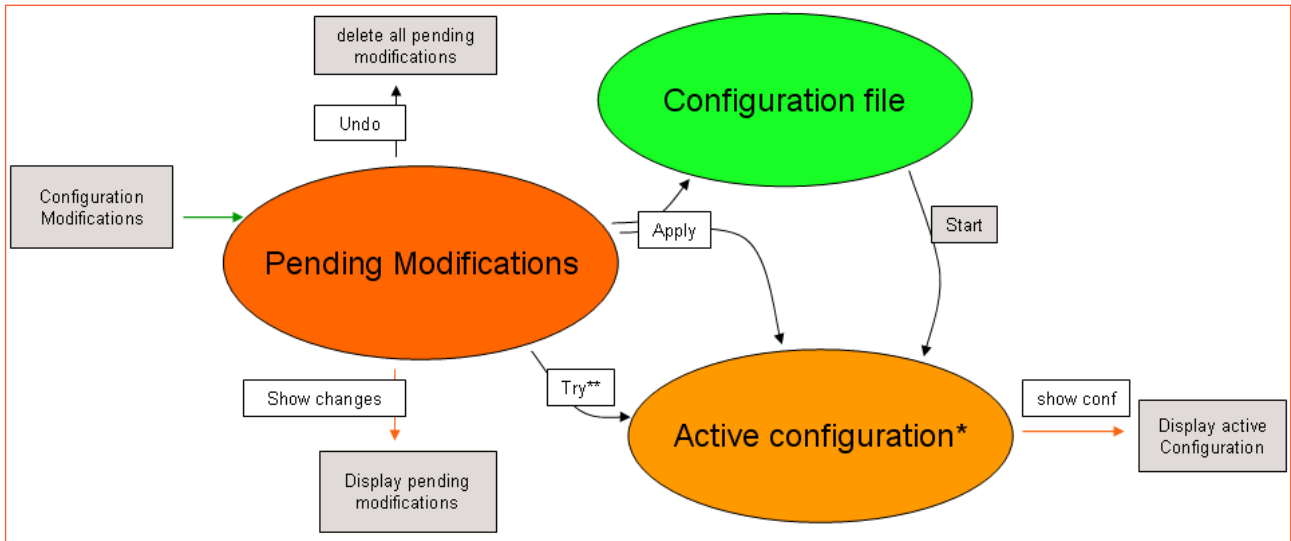 delete all pending
modifications
Undo
Configuration file
Configuration
Modifications
Pending Modifications
Apply
Start
Show changes
Try**
show conf
Active configuration*
Display active
Configuration
Display pending
modifications